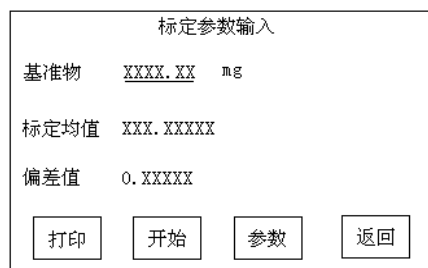 标定参数输入
基准物 XXXX.XX mg
标定均值 XXX.XXXXX
偏差值 0.XXXXX
打印 开始 参数 返回